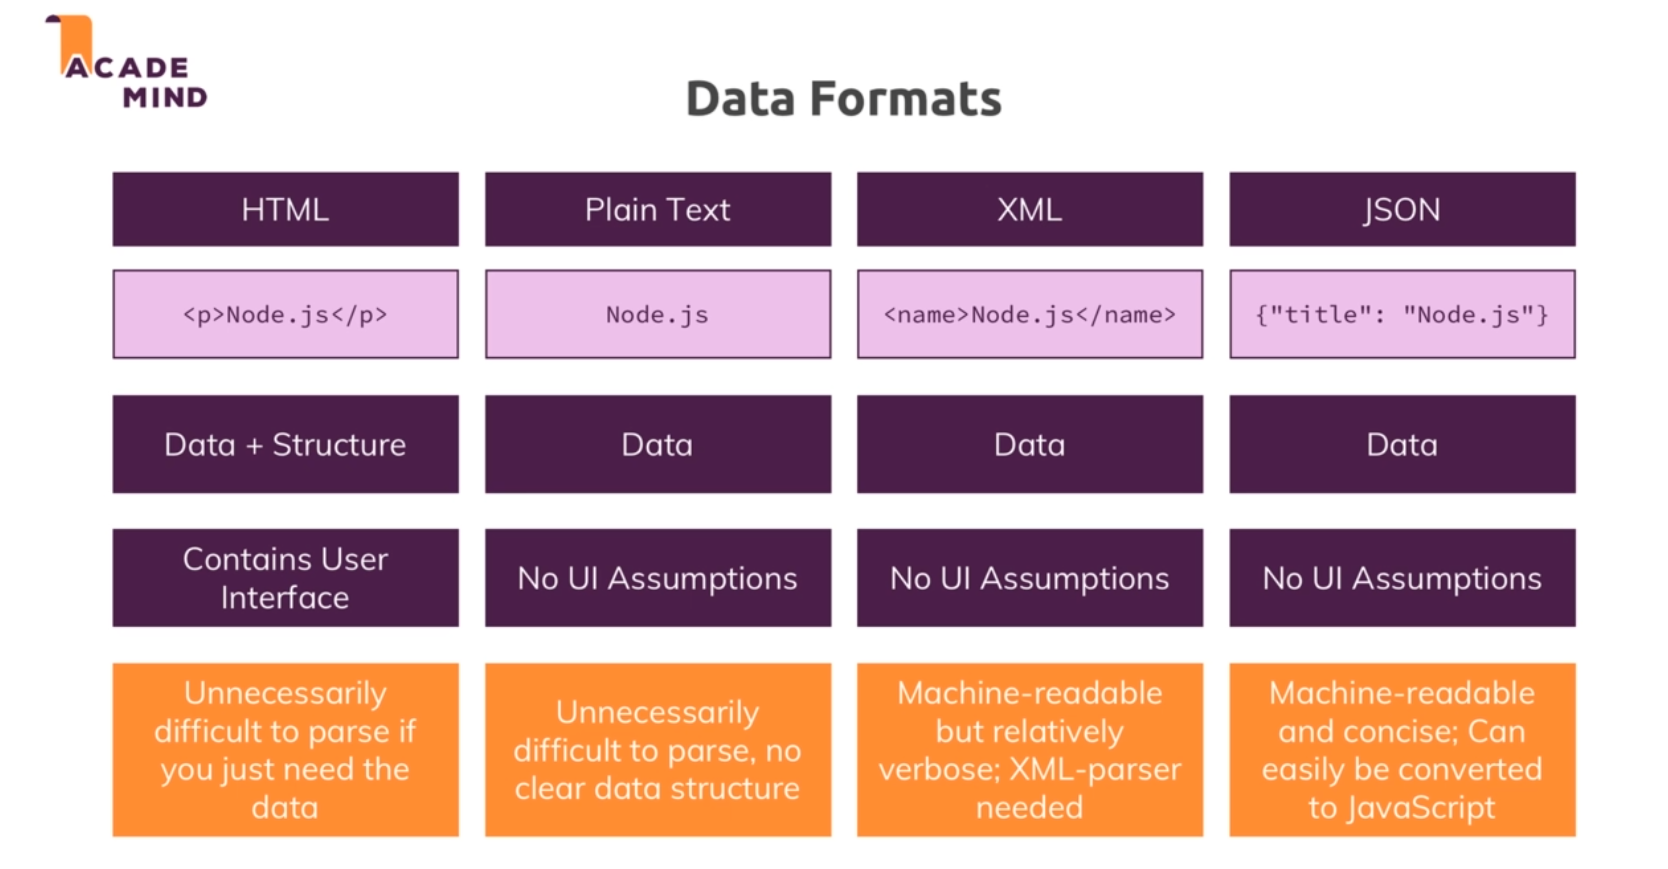 ACADE
MIND
Data Formats
HTML
Plain Text
XML
JSON
<p>Node.js</p>
Node.js
<name>Node.js</name>
{"title": "Node.js"}
Data + Structure
Data
Data
Data
Contains User
Interface
No UI Assumptions
No UI Assumptions
No UI Assumptions
Unnecessarily
difficult to parse if
you just need the
data
Unnecessarily
difficult to parse, no
clear data structure
Machine-readable
but relatively
verbose; XML-parser
needed
Machine-readable
and concise; Can
easily be converted
to JavaScript